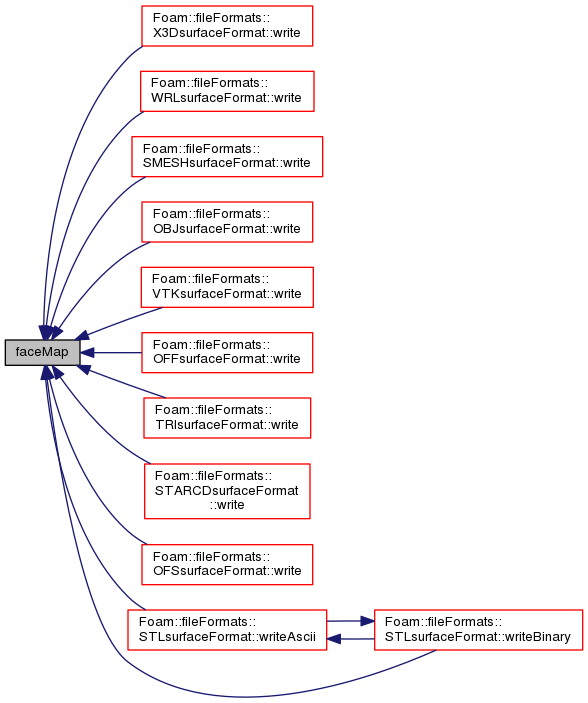 Foam::fileFormats::
X3DsurfaceFormat::write
Foam::fileFormats::
WRLsurfaceFormat::write
Foam::fileFormats::
SMESHsurfaceFormat::write
Foam::fileFormats::
OBJsurfaceFormat::write
Foam::fileFormats::
VTKsurfaceFormat::write
faceMap
Foam::fileFormats::
OFFsurfaceFormat::write
Foam::fileFormats::
TRIsurfaceFormat::write
Foam::fileFormats::
STARCDsurfaceFormat
::write
Foam::fileFormats::
OFSsurfaceFormat::write
Foam::fileFormats::
STLsurfaceFormat::writeAscii
Foam::fileFormats::
STLsurfaceFormat::writeBinary